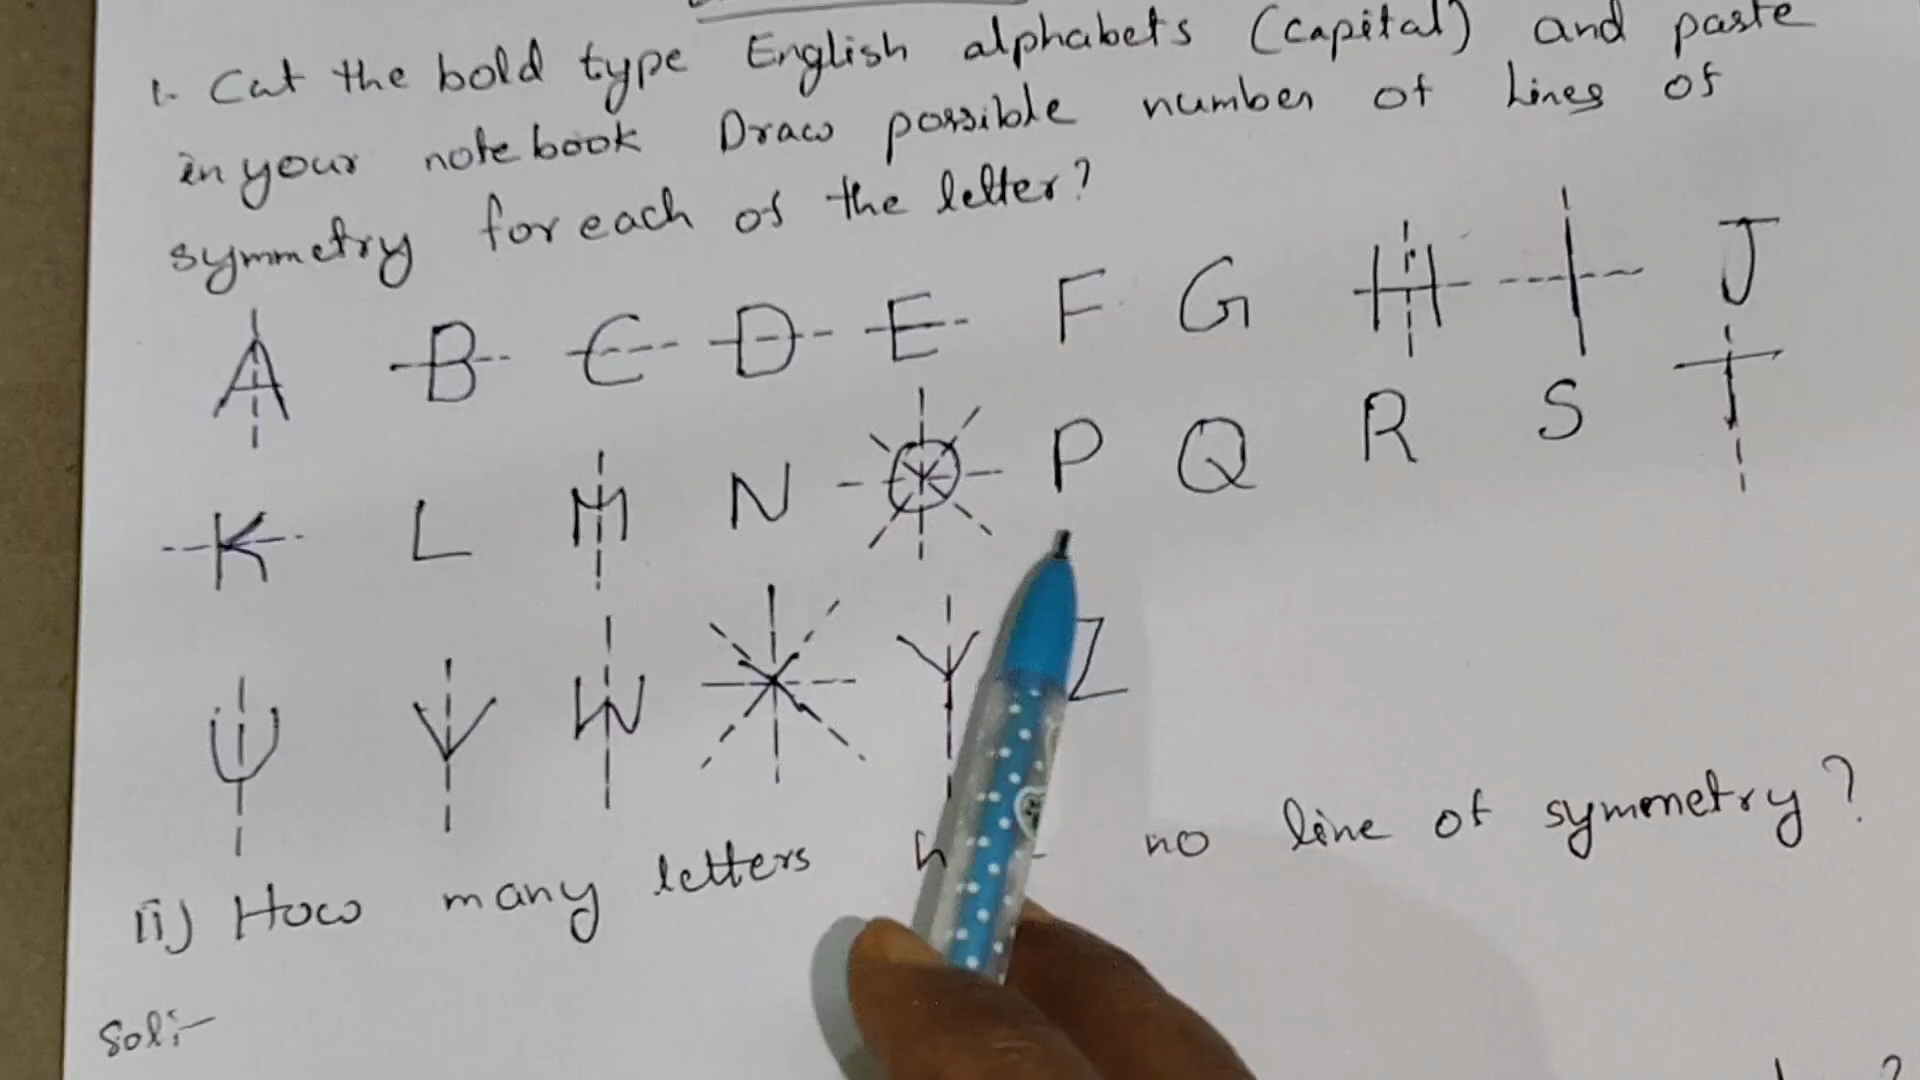 1. Cut the bold type English alphabets (capital) and paste
in your note book Draw possible number of lines of
symmetry for each of the letter?
A B C D E F G H I J
K L M N O P Q R S T
U V W X Y Z
ii) How many letters no line of symmetry?
Sol:-